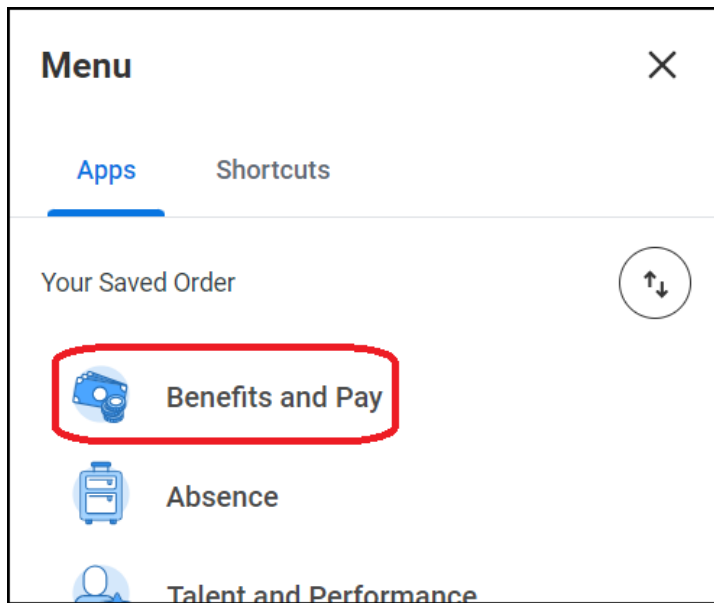 Menu
Apps
Shortcuts
Your Saved Order
Benefits and Pay
Absence
Talent and Performance